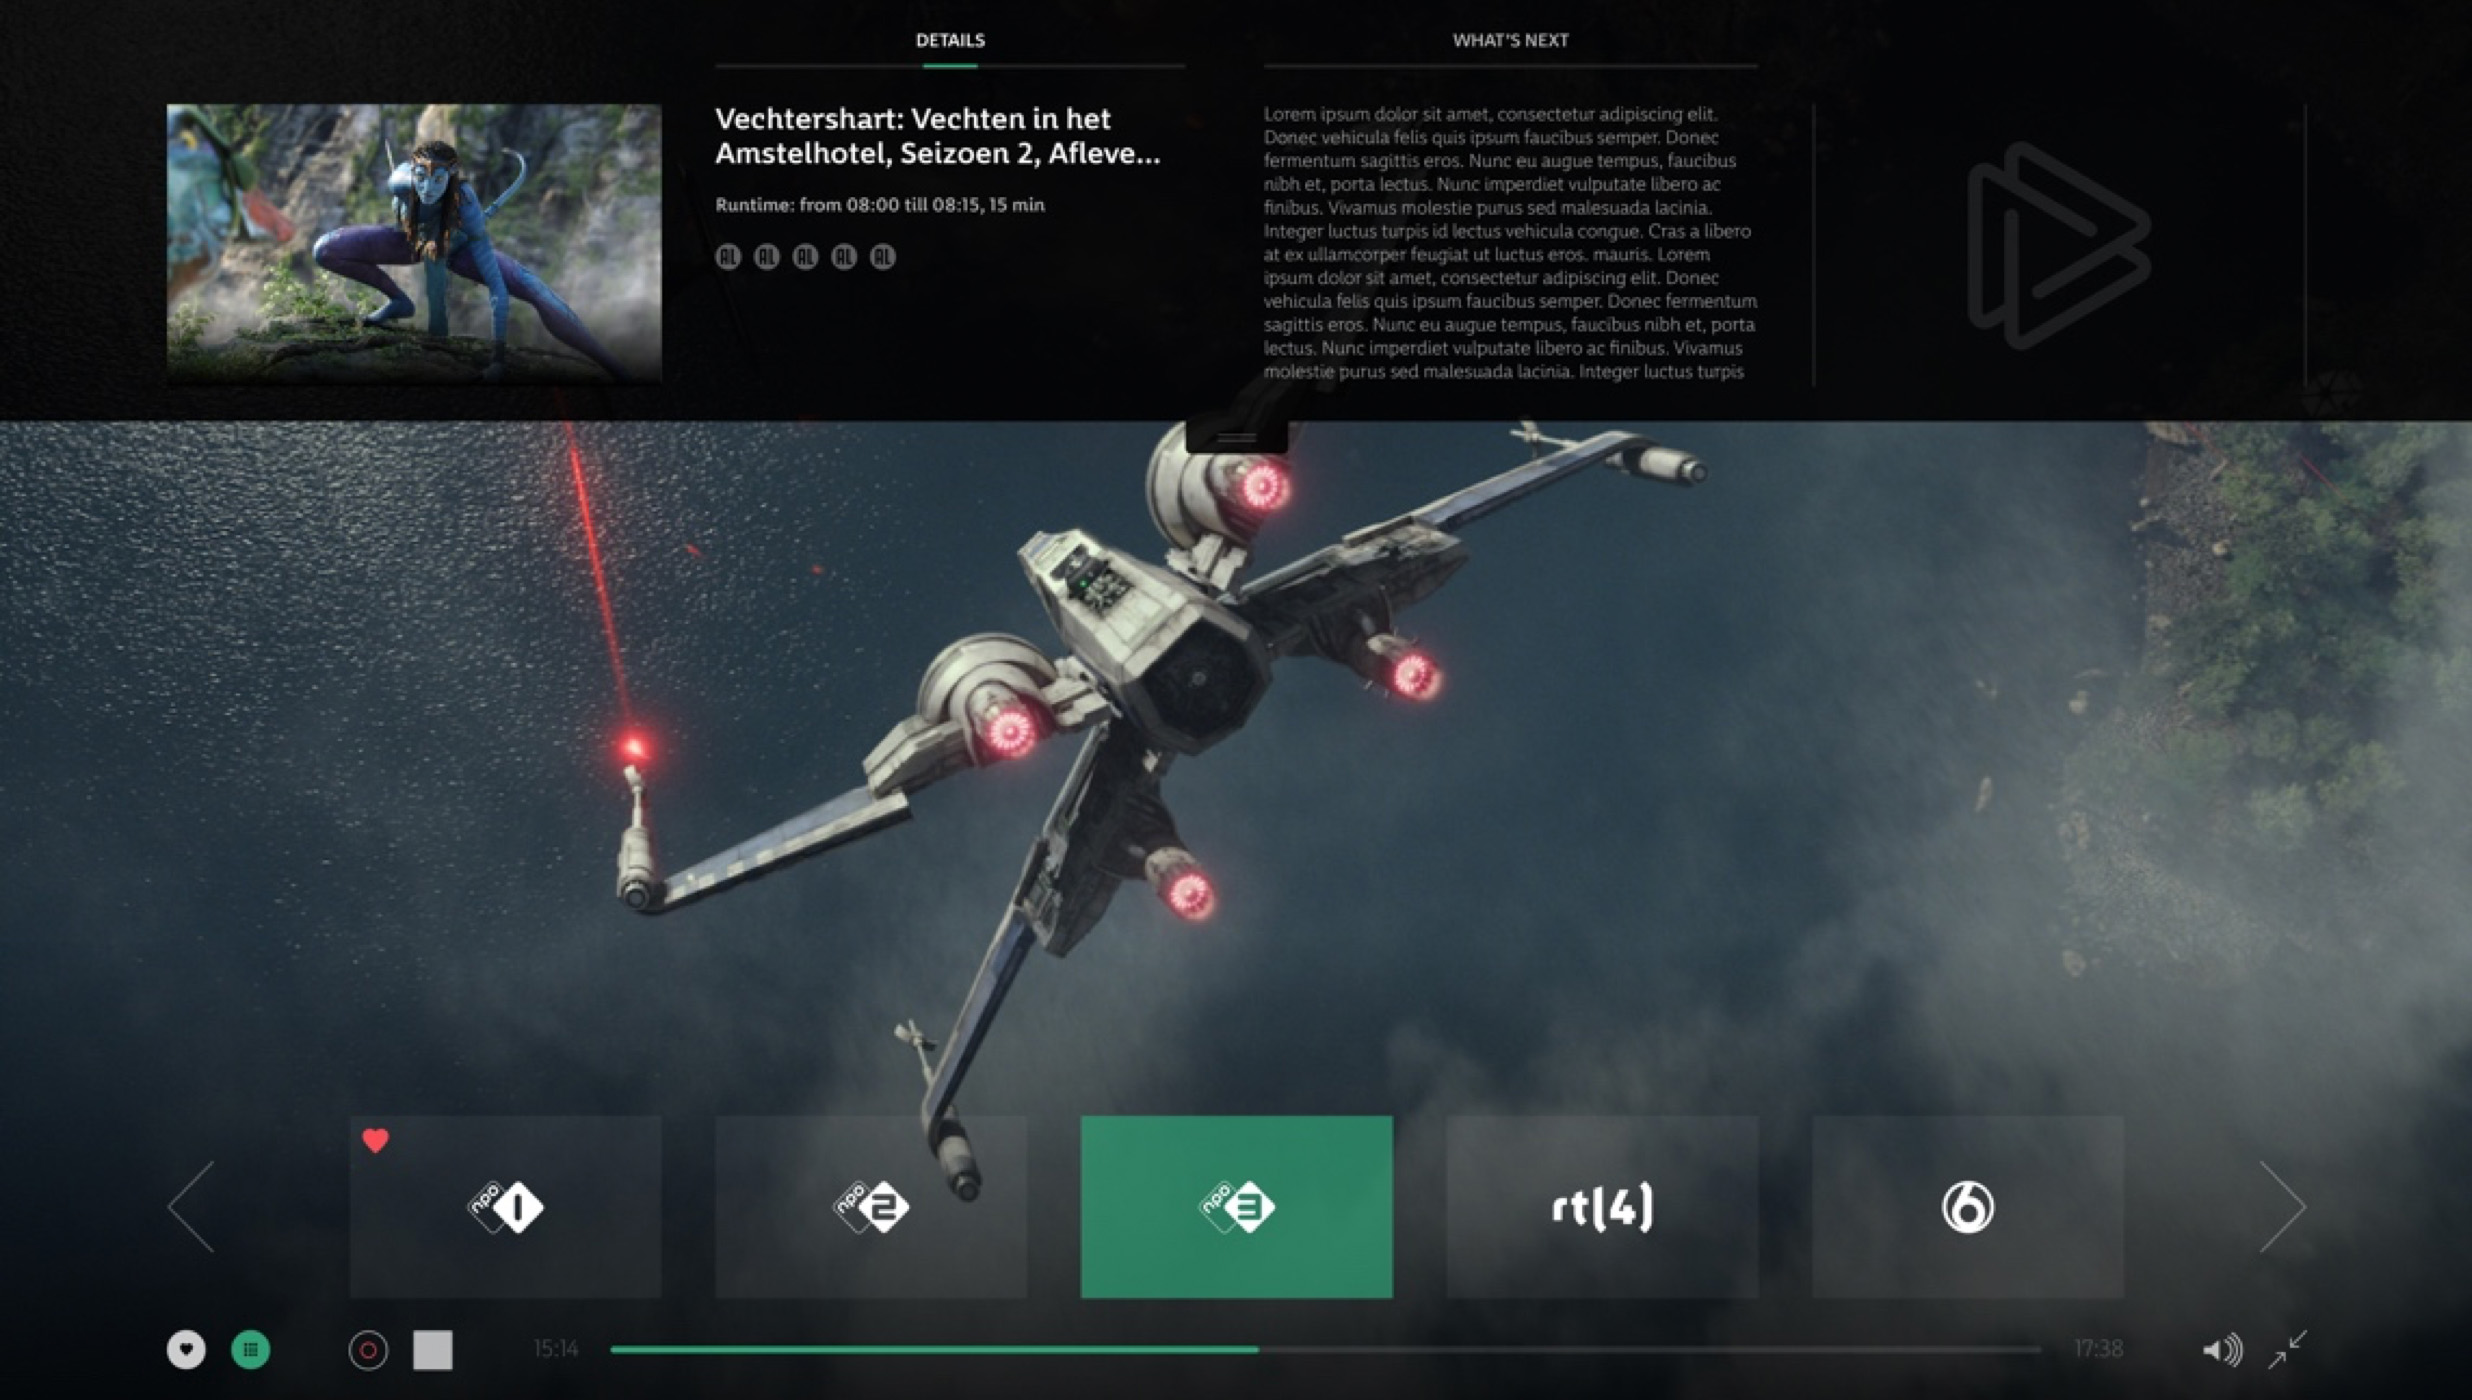 DETAILS
WHAT'S NEXT
Vechtershart: Vechten in het
Amstelhotel, Seizoen 2, Afleve...
Runtime: from 08:00 till 08:15, 15 min
AL AL AL AL AL
Lorem ipsum dolor sit amet, consectetur adipiscing elit.
Donec vehicula felis quis ipsum faucibus semper. Donec
fermentum sagittis eros. Nunc eu augue tempus, faucibus
nibh et, porta lectus. Nunc imperdiet vulputate libero ac
finibus. Vivamus molestie purus sed malesuada lacinia.
Integer luctus turpis id lectus vehicula congue. Cras a libero
at ex ullamcorper feugiat ut luctus eros. mauris. Lorem
ipsum dolor sit amet, consectetur adipiscing elit. Donec
vehicula felis quis ipsum faucibus semper. Donec fermentum
sagittis eros. Nunc eu augue tempus, faucibus nibh et, porta
lectus. Nunc imperdiet vulputate libero ac finibus. Vivamus
molestie purus sed malesuada lacinia. Integer luctus turpis
npo 1
npo 2
npo 3
rtl 4
6
15:14
17:38